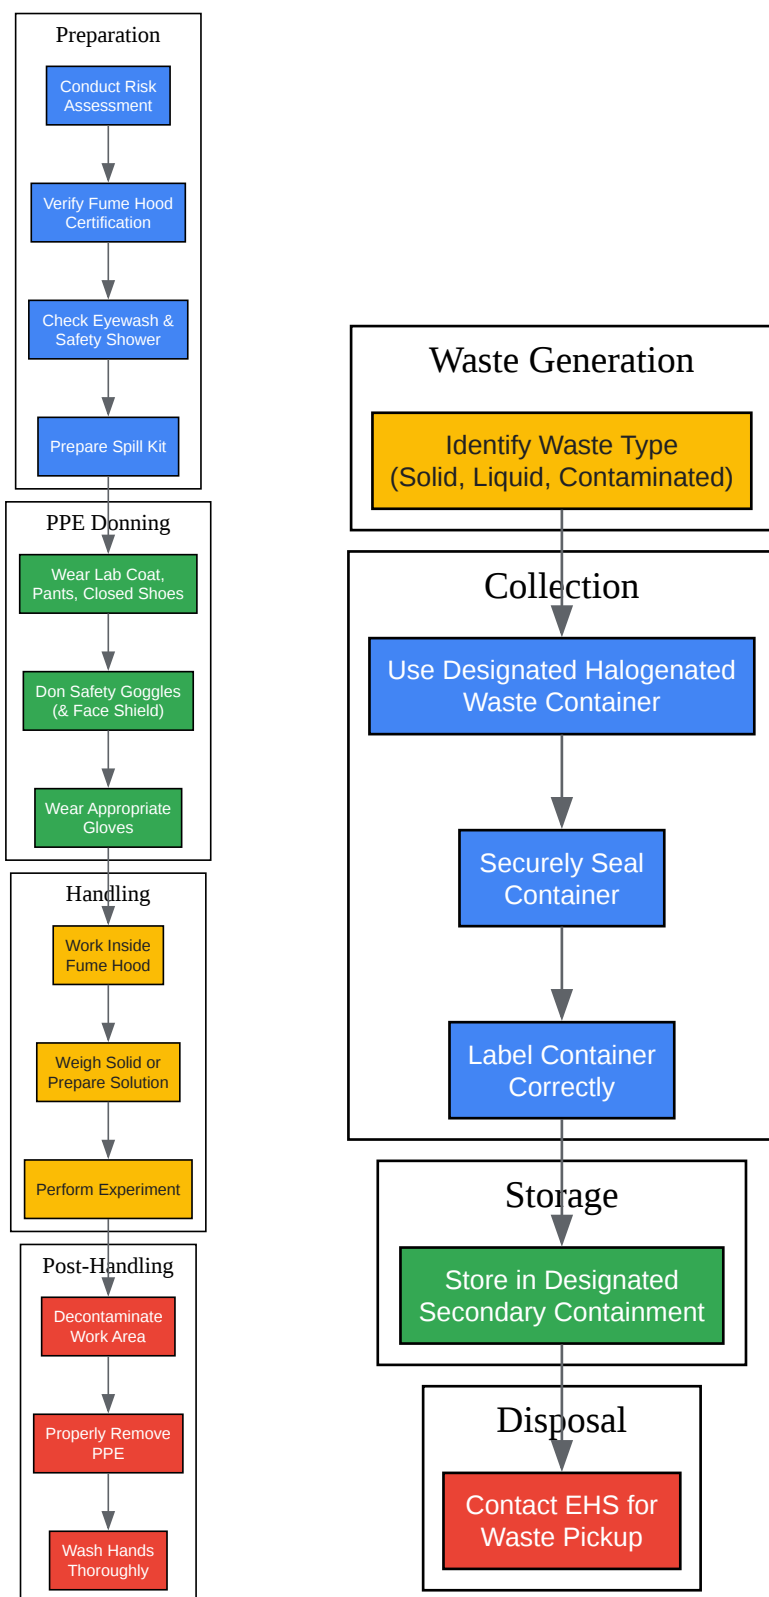 Preparation
Conduct Risk
Assessment
Verify Fume Hood
Certification
Check Eyewash &
Safety Shower
Prepare Spill Kit
PPE Donning
Wear Lab Coat,
Pants, Closed Shoes
Don Safety Goggles
(& Face Shield)
Wear Appropriate
Gloves
Handling
Work Inside
Fume Hood
Weigh Solid or
Prepare Solution
Perform Experiment
Post-Handling
Decontaminate
Work Area
Properly Remove
PPE
Wash Hands
Thoroughly
Waste Generation
Identify Waste Type
(Solid, Liquid, Contaminated)
Collection
Use Designated Halogenated
Waste Container
Securely Seal
Container
Label Container
Correctly
Storage
Store in Designated
Secondary Containment
Disposal
Contact EHS for
Waste Pickup